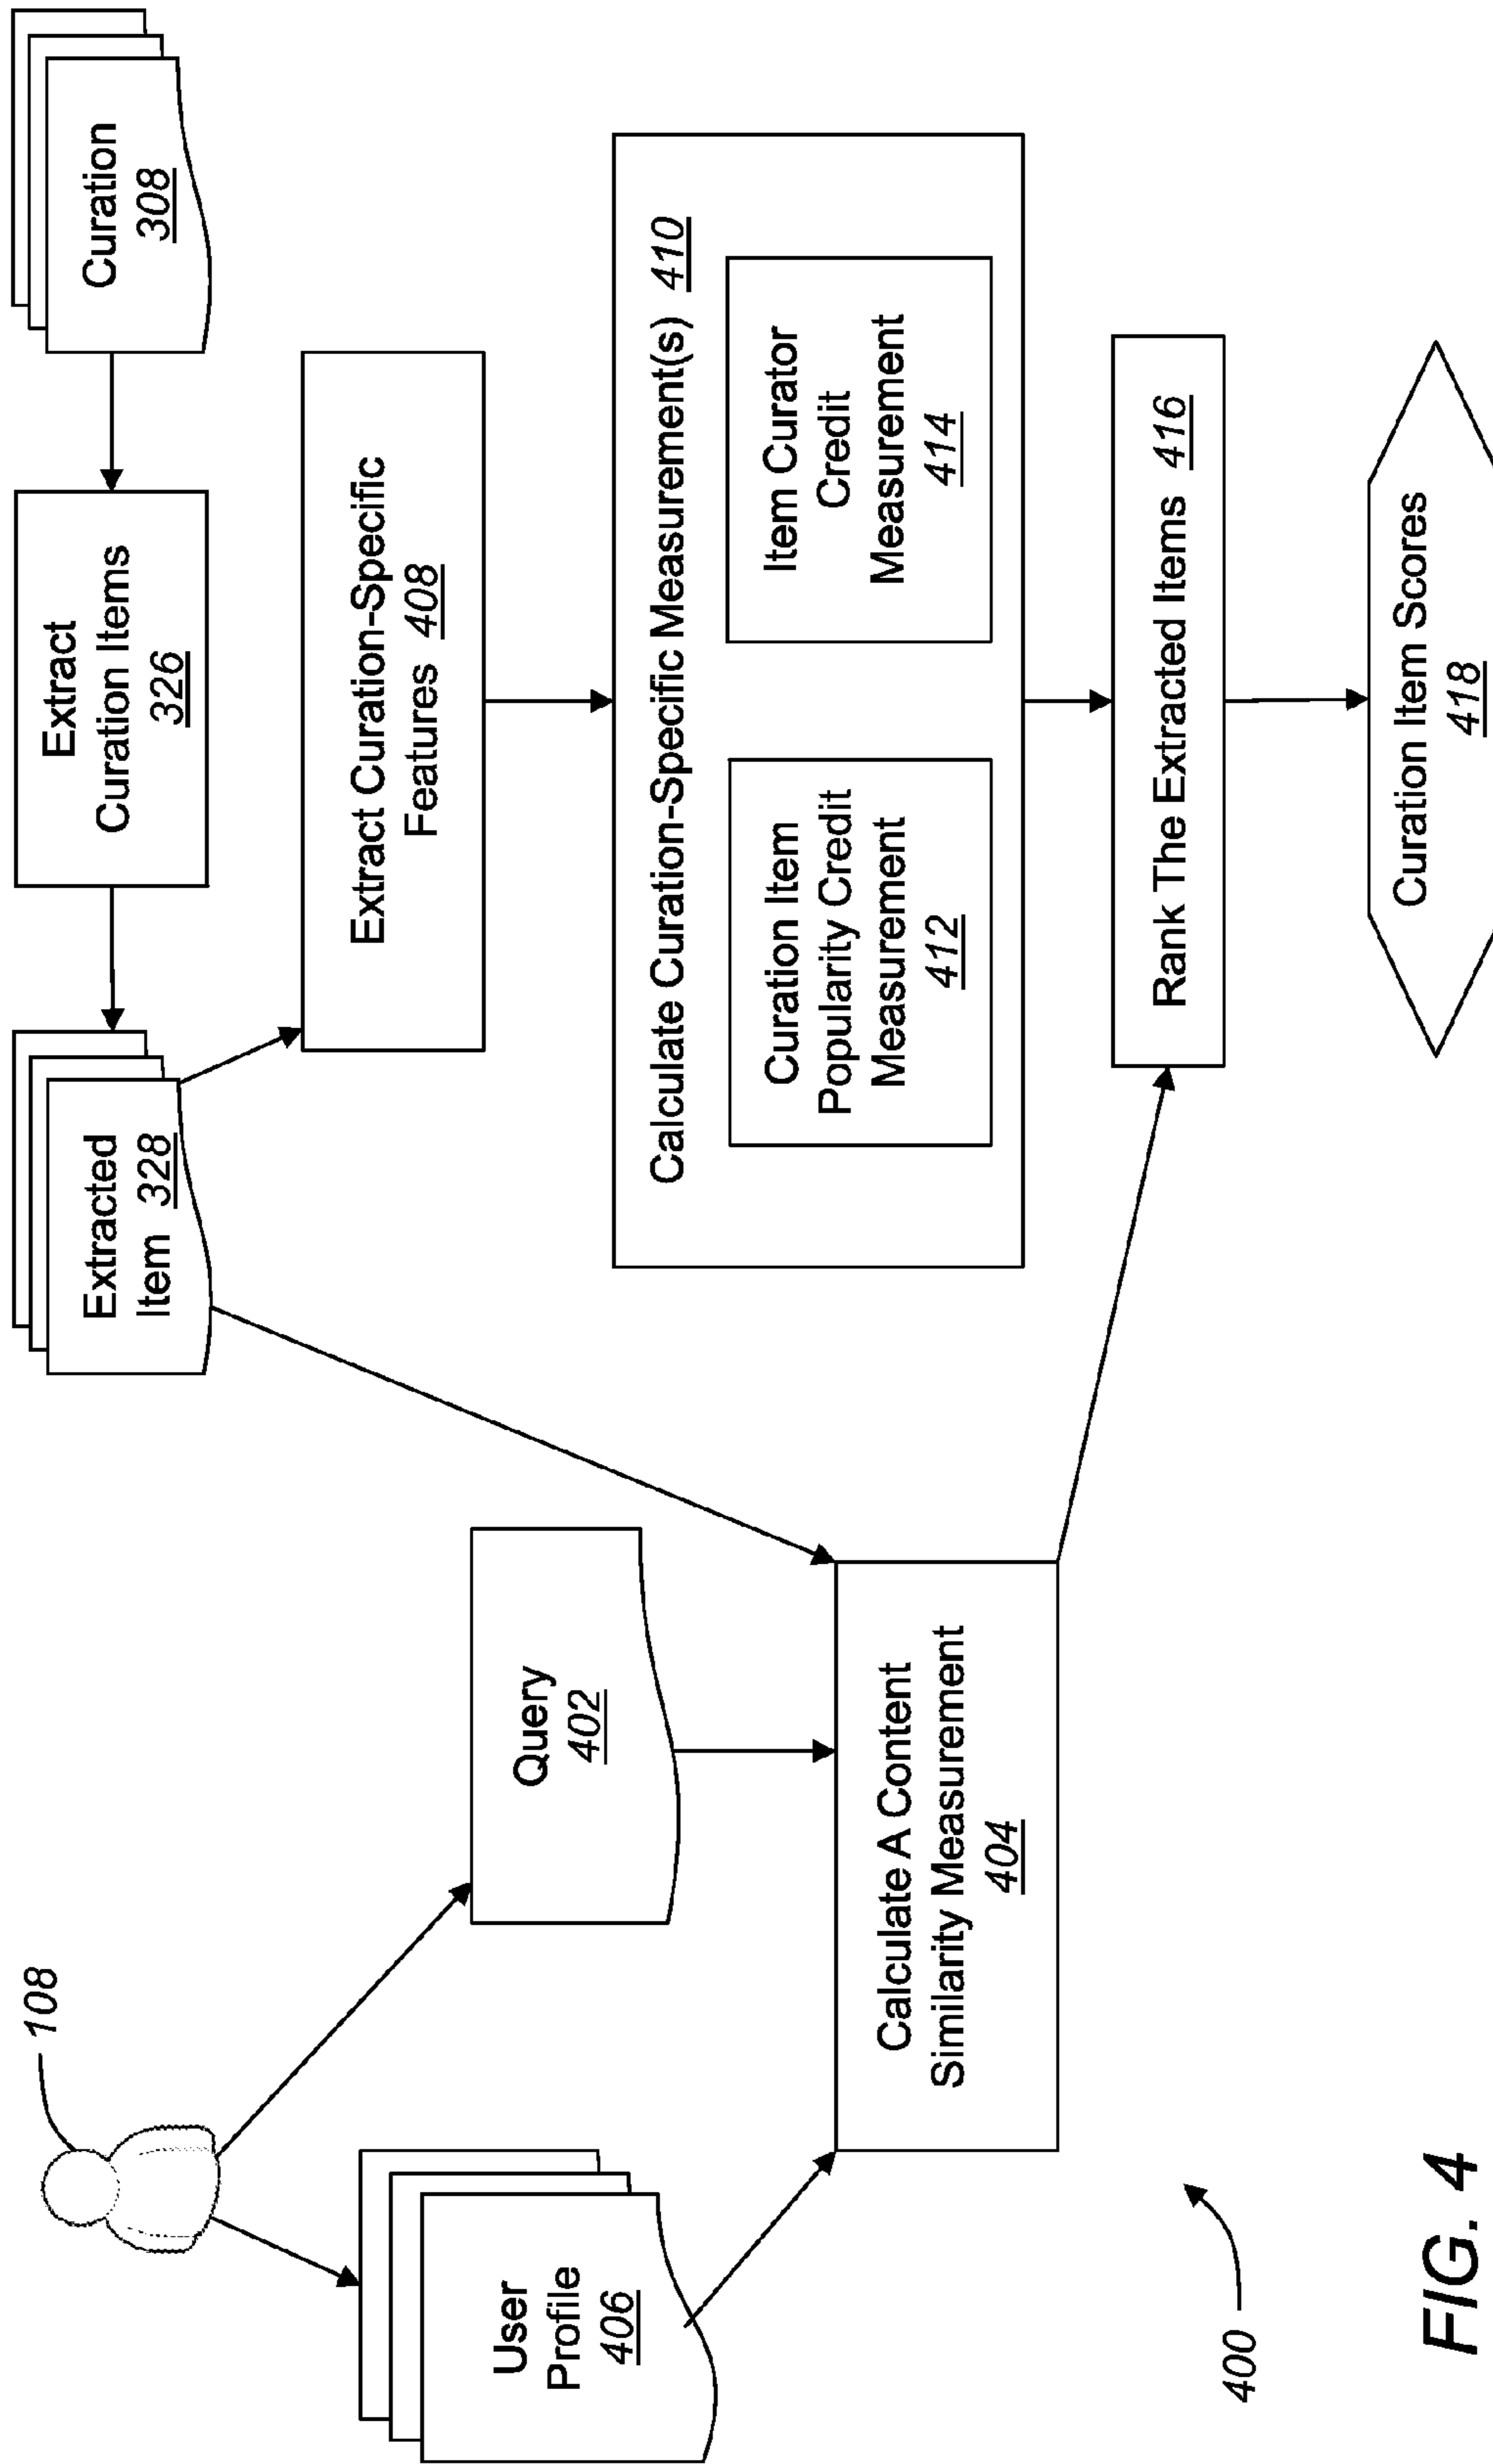 108
User
Profile
406
Query
402
Extracted
Item 328
Extract
Curation Items
326
Curation
308
Calculate A Content
Similarity Measurement
404
Extract Curation-Specific
Features 408
Calculate Curation-Specific Measurement(s) 410
Curation Item
Popularity Credit
Measurement
412
Item Curator
Credit
Measurement
414
Rank The Extracted Items 416
Curation Item Scores
418
400
FIG. 4